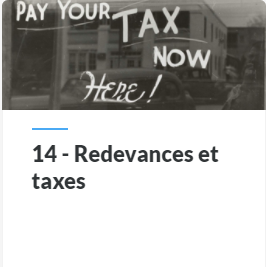 PAY YOUR
TAX
NOW
Here!
14 - Redevances et
taxes